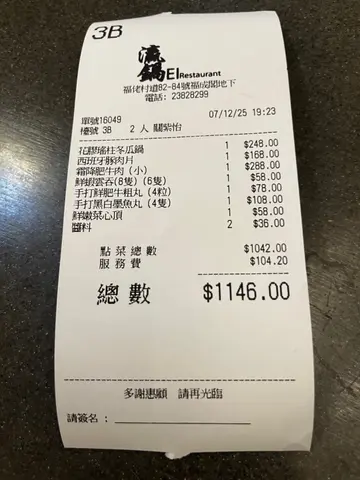 3B
瀛鍋 EI Restaurant
福佬村道82-84號福成閣地下
電話: 23828299
單號16049 07/12/25 19:23
檯號 3B 2 人 關紫怡
花膠瑤柱冬瓜鍋 1 $248.00
西班牙豚肉片 1 $168.00
霜降肥牛肉 (小) 1 $288.00
鮮蝦雲吞(8隻) (6隻) 1 $58.00
手打鮮肥牛粗丸 (4粒) 1 $78.00
手打黑白墨魚丸 (4隻) 1 $108.00
鮮嫩菜心頂 1 $58.00
醬料 2 $36.00
點菜總數 $1042.00
服務費 $104.20
總數 $1146.00
多謝惠顧 請再光臨
請簽名 :